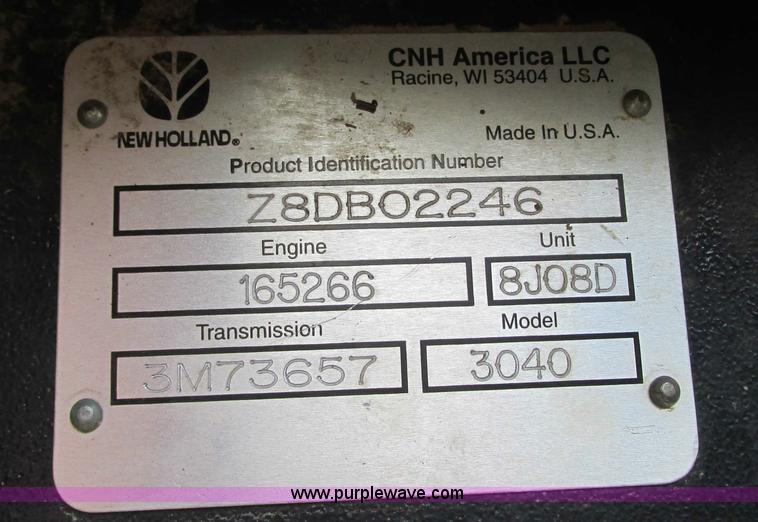 CNH America LLC
Racine, WI 53404 U.S.A.
NEW HOLLAND®
Made In U.S.A.
Product Identification Number
Z8DB02246
Engine
Unit
165266
8J08D
Transmission
Model
3M73657
3040
www.purplewave.com